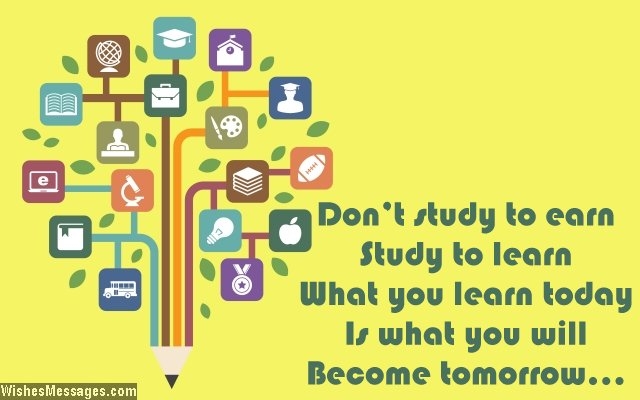 e
Don't study to earn
Study to learn
What you learn today
Is what you will
Become tomorrow...
WishesMessages.com